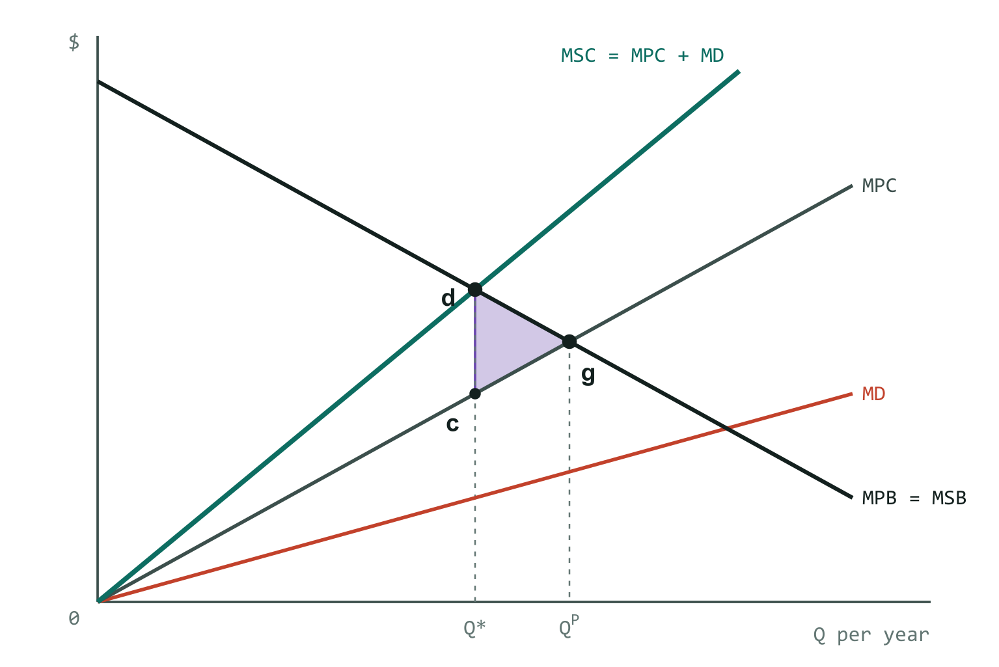 $
MSC = MPC + MD
MPC
d
g
MD
c
MPB = MSB
0
Q*
Qᴾ
Q per year